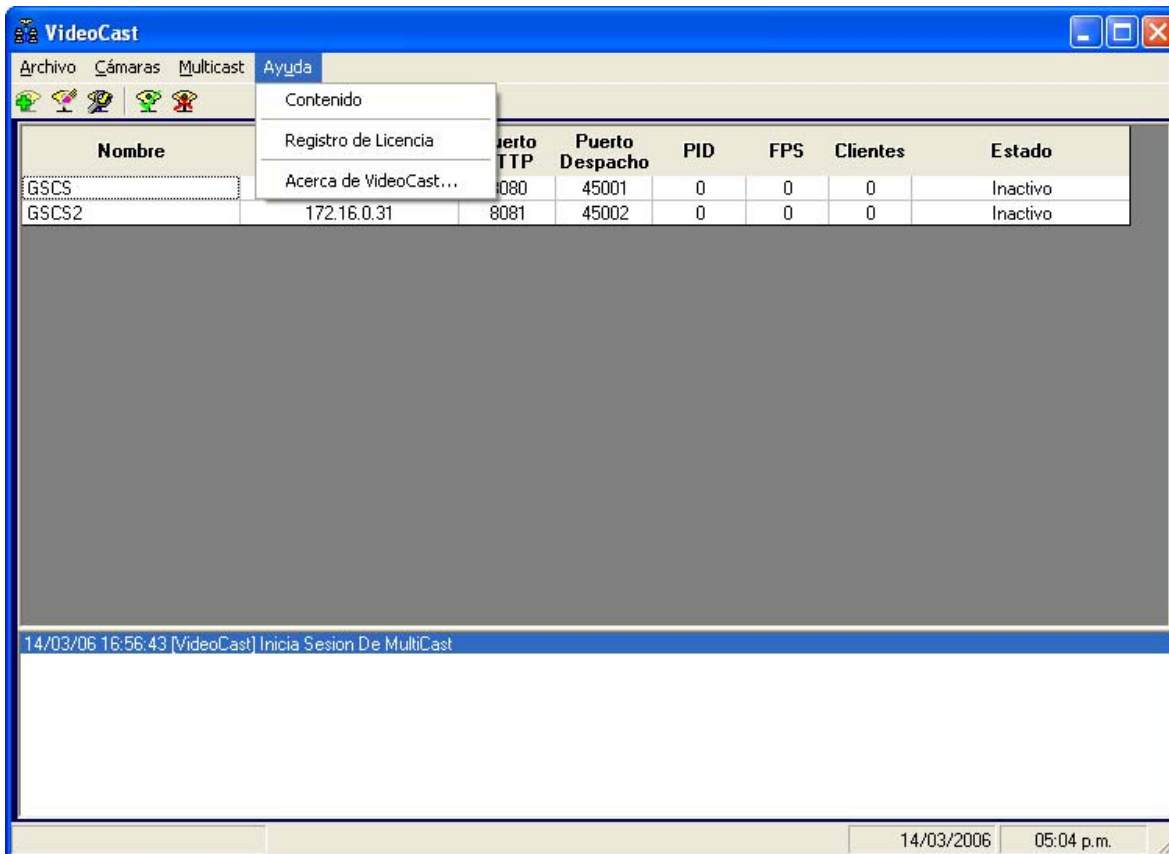 VideoCast
Archivo Cámaras Multicast Ayuda
Contenido
Registro de Licencia
Acerca de VideoCast...
Nombre Puerto Despacho PID FPS Clientes Estado
GSCS 45001 0 0 0 Inactivo
GSCS2 172.16.0.31 8081 45002 0 0 0 Inactivo
14/03/06 16:56:43 [VideoCast] Inicia Sesion De MultiCast
14/03/2006 05:04 p.m.